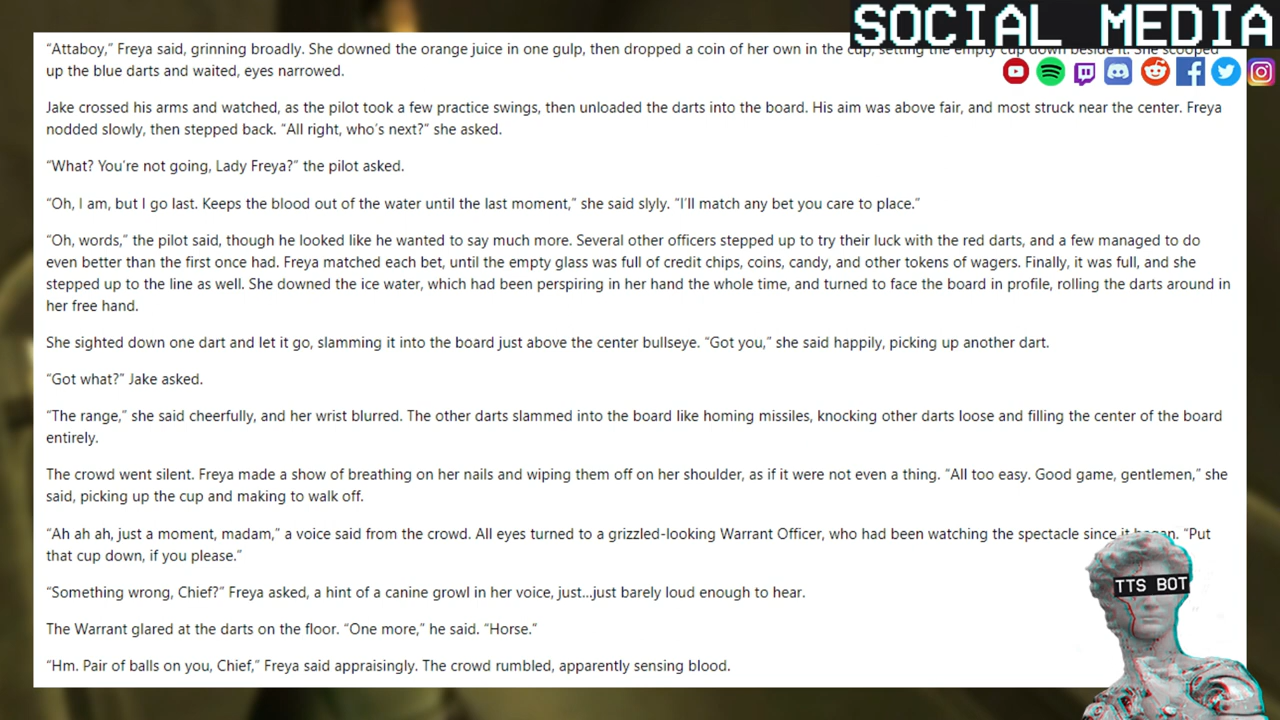 SOCIAL MEDIA
“Attaboy,” Freya said, grinning broadly. She downed the orange juice in one gulp, then dropped a coin of her own in the cup, setting the empty cup down beside it. She scooped
up the blue darts and waited, eyes narrowed.
Jake crossed his arms and watched, as the pilot took a few practice swings, then unloaded the darts into the board. His aim was above fair, and most struck near the center. Freya
nodded slowly, then stepped back. “All right, who’s next?” she asked.
“What? You’re not going, Lady Freya?” the pilot asked.
“Oh, I am, but I go last. Keeps the blood out of the water until the last moment,” she said slyly. “I’ll match any bet you care to place.”
“Oh, words,” the pilot said, though he looked like he wanted to say much more. Several other officers stepped up to try their luck with the red darts, and a few managed to do
even better than the first once had. Freya matched each bet, until the empty glass was full of credit chips, coins, candy, and other tokens of wagers. Finally, it was full, and she
stepped up to the line as well. She downed the ice water, which had been perspiring in her hand the whole time, and turned to face the board in profile, rolling the darts around in
her free hand.
She sighted down one dart and let it go, slamming it into the board just above the center bullseye. “Got you,” she said happily, picking up another dart.
“Got what?” Jake asked.
“The range,” she said cheerfully, and her wrist blurred. The other darts slammed into the board like homing missiles, knocking other darts loose and filling the center of the board
entirely.
The crowd went silent. Freya made a show of breathing on her nails and wiping them off on her shoulder, as if it were not even a thing. “All too easy. Good game, gentlemen,” she
said, picking up the cup and making to walk off.
“Ah ah ah, just a moment, madam,” a voice said from the crowd. All eyes turned to a grizzled-looking Warrant Officer, who had been watching the spectacle since it began. “Put
that cup down, if you please.”
“Something wrong, Chief?” Freya asked, a hint of a canine growl in her voice, just...just barely loud enough to hear.
The Warrant glared at the darts on the floor. “One more,” he said. “Horse.“
“Hm. Pair of balls on you, Chief,” Freya said appraisingly. The crowd rumbled, apparently sensing blood.
TTS BOT